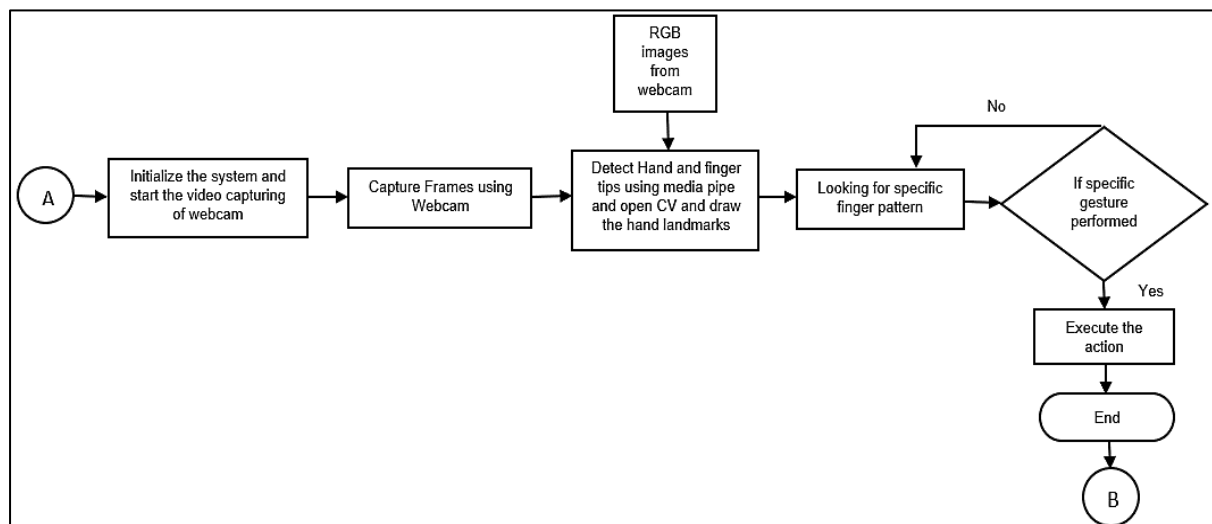 RGB
images
from
webcam
No
A
Initialize the system and
start the video capturing
of webcam
Capture Frames using
Webcam
Detect Hand and finger
tips using media pipe
and open CV and draw
the hand landmarks
Looking for specific
finger pattern
If specific
gesture
performed
Yes
Execute the
action
End
B